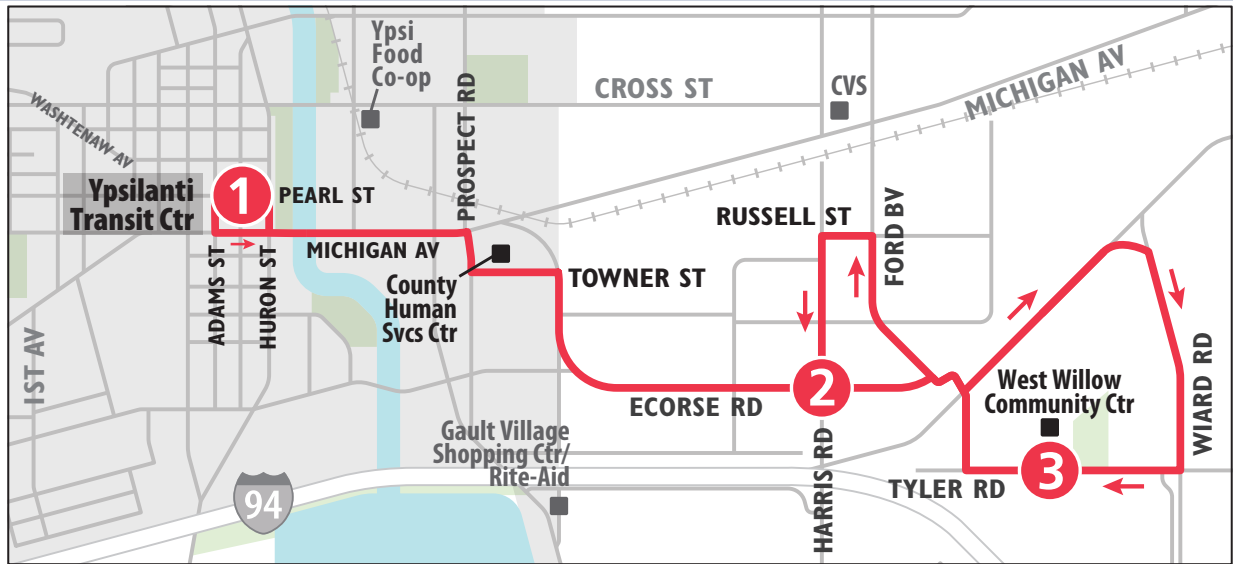 Ypsi
Food
Co-op
PROSPECT RD
CROSS ST
CVS
MICHIGAN AV
WASHTENAW AV
Ypsilanti
Transit Ctr
1
PEARL ST
RUSSELL ST
FORD BV
MICHIGAN AV
ADAMS ST
HURON ST
County
Human
Svcs Ctr
TOWNER ST
1ST AV
2
ECORSE RD
HARRIS RD
West Willow
Community Ctr
WIARD RD
Gault Village
Shopping Ctr/
Rite-Aid
3
TYLER RD
94